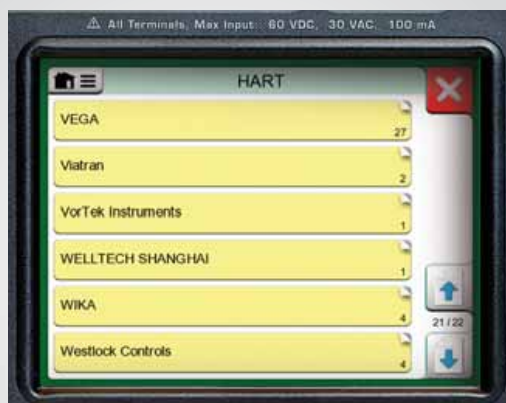 ⚠ All Terminals, Max Input: 60 VDC, 30 VAC, 100 mA
HART
VEGA
27
Viatran
2
VorTek Instruments
1
WELLTECH SHANGHAI
1
WIKA
4
21 / 22
Westlock Controls
4